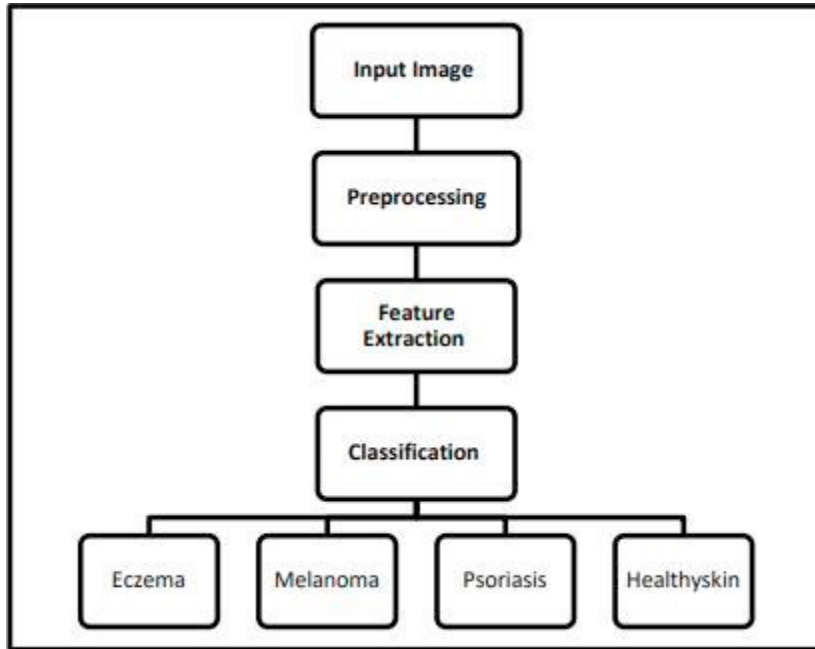 Input Image
Preprocessing
Feature
Extraction
Classification
Eczema
Melanoma
Psoriasis
Healthyskin